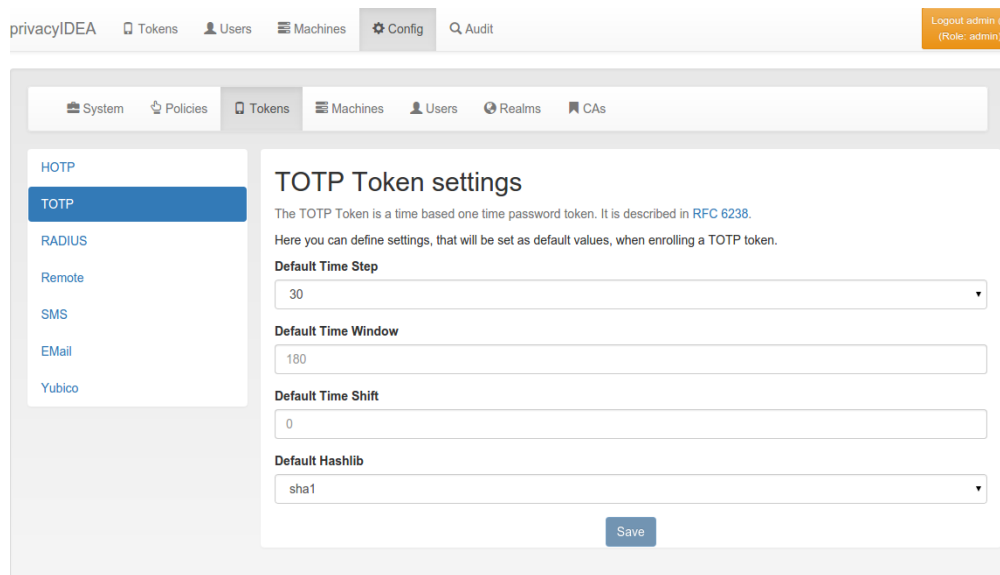 privacyIDEA Tokens Users Machines Config Audit
Logout admin
(Role: admin)
System Policies Tokens Machines Users Realms CAs
HOTP
TOTP
RADIUS
Remote
SMS
EMail
Yubico
TOTP Token settings
The TOTP Token is a time based one time password token. It is described in RFC 6238.
Here you can define settings, that will be set as default values, when enrolling a TOTP token.
Default Time Step
30
Default Time Window
180
Default Time Shift
0
Default Hashlib
sha1
Save